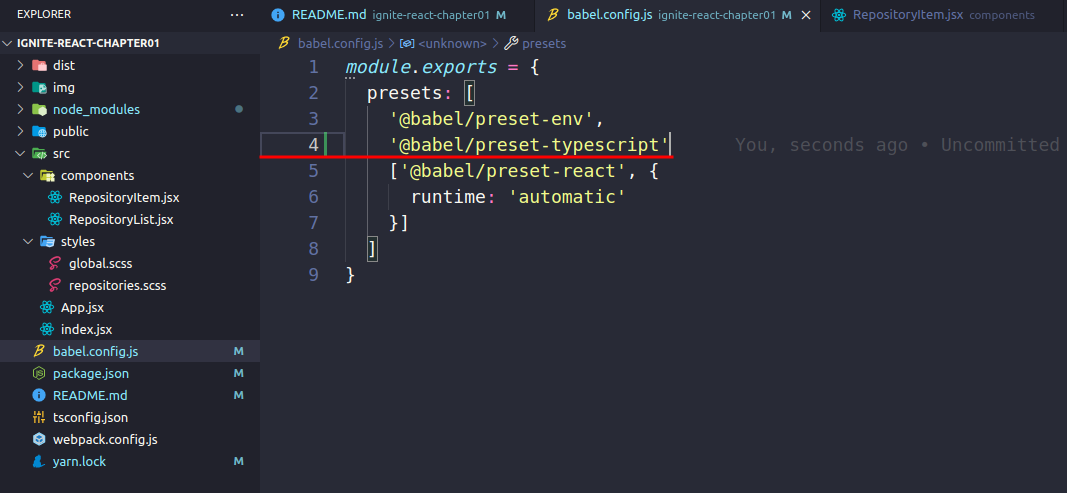 EXPLORER ...
IGNITE-REACT-CHAPTER01
dist
img
node_modules
public
src
components
RepositoryItem.jsx
RepositoryList.jsx
styles
global.scss
repositories.scss
App.jsx
index.jsx
babel.config.js M
package.json M
README.md M
tsconfig.json
webpack.config.js
yarn.lock M
README.md ignite-react-chapter01 M
babel.config.js ignite-react-chapter01 M
RepositoryItem.jsx components
babel.config.js > <unknown> > presets
1 module.exports = {
2 presets: [
3 '@babel/preset-env',
4 '@babel/preset-typescript' You, seconds ago • Uncommitted
5 ['@babel/preset-react', {
6 runtime: 'automatic'
7 }]
8 ]
9 }